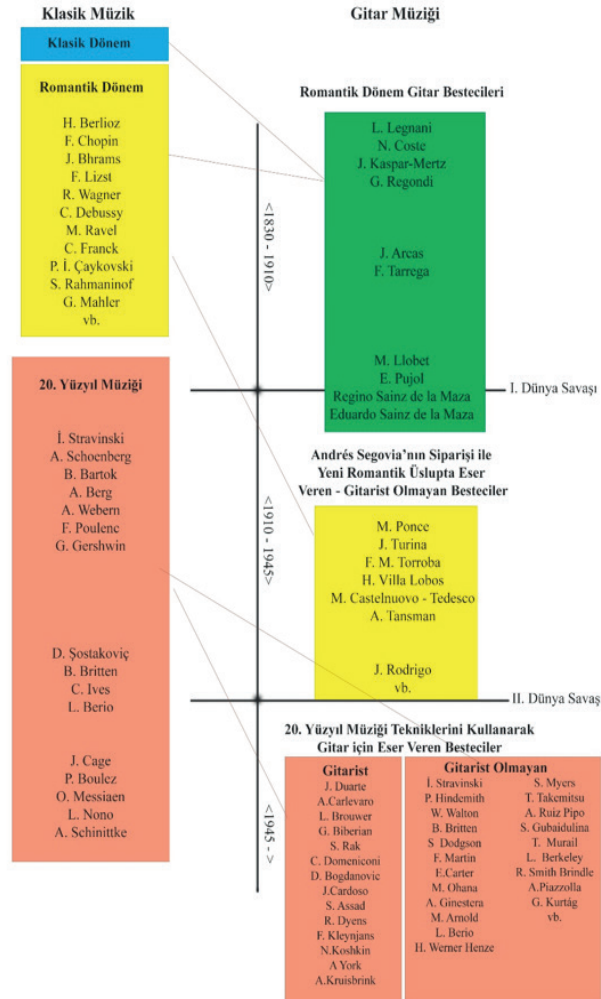 Klasik Müzik
Klasik Dönem
Romantik Dönem
H. Berlioz
F. Chopin
J. Bhrams
F. Lizst
R. Wagner
C. Debussy
M. Ravel
C. Franck
P. İ. Çaykovski
S. Rahmaninof
G. Mahler
vb.
20. Yüzyıl Müziği
İ. Stravinski
A. Schoenberg
B. Bartok
A. Berg
A. Webern
F. Poulenc
G. Gershwin
D. Şostakoviç
B. Britten
C. Ives
L. Berio
J. Cage
P. Boulez
O. Messiaen
L. Nono
A. Schinittke
<1830 - 1910>
<1910 - 1945>
<1945 - >
Gitar Müziği
Romantik Dönem Gitar Bestecileri
L. Legnani
N. Coste
J. Kaspar-Mertz
G. Regondi
J. Arcas
F. Tarrega
M. Llobet
E. Pujol
Regino Sainz de la Maza
Eduardo Sainz de la Maza
I. Dünya Savaşı
Andrés Segovia’nın Siparişi ile
Yeni Romantik Üslupta Eser
Veren - Gitarist Olmayan Besteciler
M. Ponce
J. Turina
F. M. Torroba
H. Villa Lobos
M. Castelnuovo - Tedesco
A. Tansman
J. Rodrigo
vb.
II. Dünya Savaşı
20. Yüzyıl Müziği Tekniklerini Kullanarak
Gitar için Eser Veren Besteciler
Gitarist
J. Duarte
A.Carlevaro
L. Brouwer
G. Biberian
S. Rak
C. Domeniconi
D. Bogdanovic
J.Cardoso
S. Assad
R. Dyens
F. Kleynjans
N.Koshkin
A York
A.Kruisbrink
Gitarist Olmayan
İ. Stravinski
P. Hindemith
W. Walton
B. Britten
S Dodgson
F. Martin
E.Carter
M. Ohana
A. Ginestera
M. Arnold
L. Berio
H. Werner Henze
S. Myers
T. Takemitsu
A. Ruiz Pipo
S. Gubaidulina
T. Murail
L. Berkeley
R. Smith Brindle
A.Piazzolla
G. Kurtág
vb.